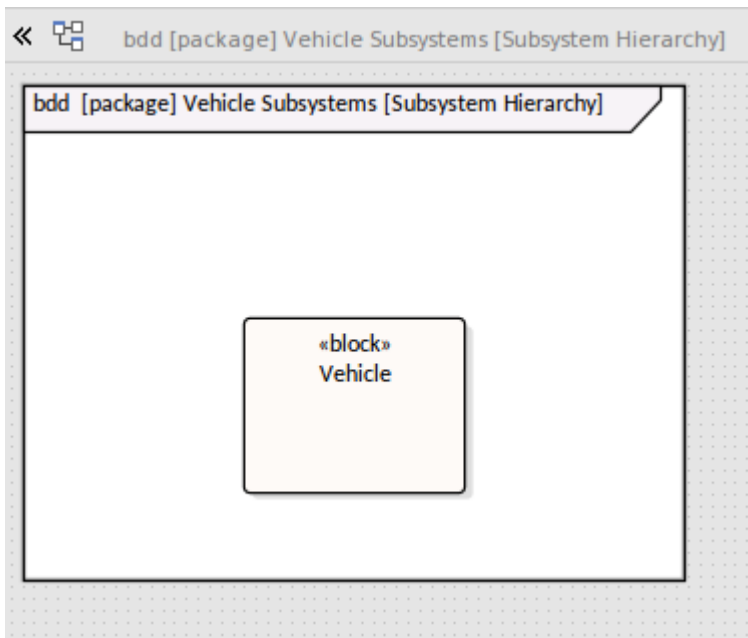 bdd [package] Vehicle Subsystems [Subsystem Hierarchy]
bdd [package] Vehicle Subsystems [Subsystem Hierarchy]
«block»
Vehicle